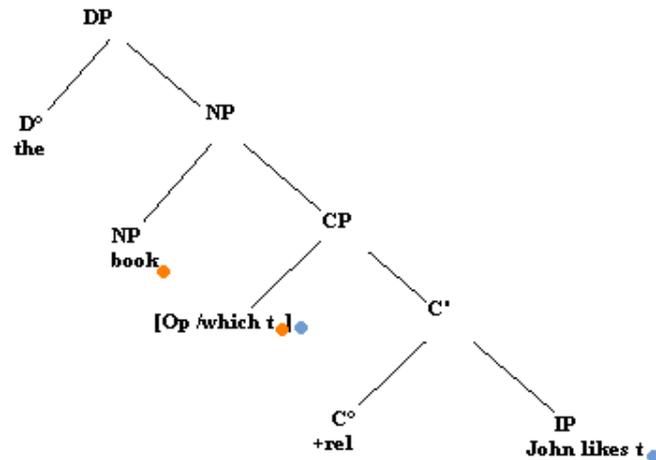 DP
D°
the
NP
NP
book
CP
[Op /which t ]
C'
C°
+rel
IP
John likes t